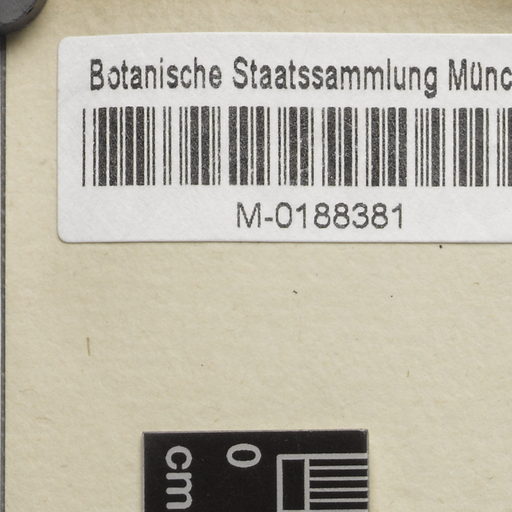 Botanische Staatssammlung Münc
M-0188381
0
cm